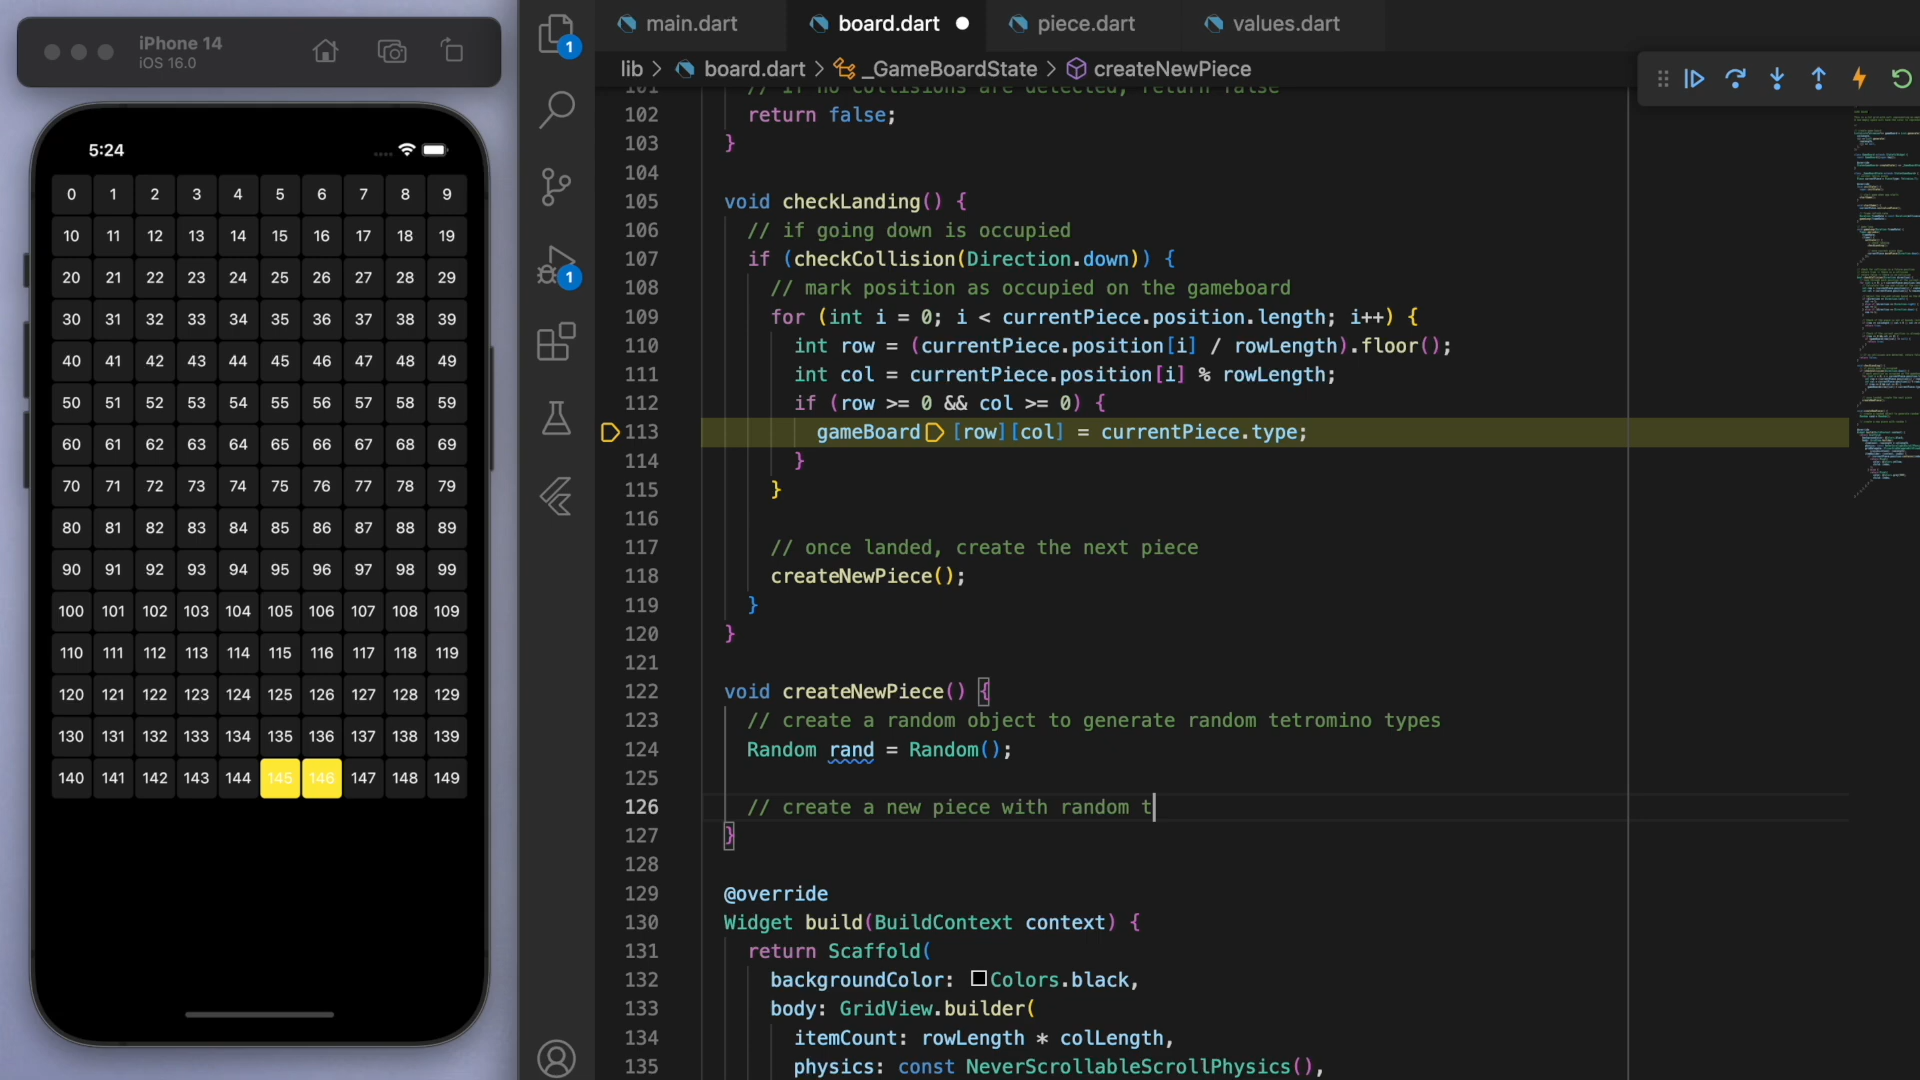 iPhone 14
iOS 16.0
5:24
0 1 2 3 4 5 6 7 8 9
10 11 12 13 14 15 16 17 18 19
20 21 22 23 24 25 26 27 28 29
30 31 32 33 34 35 36 37 38 39
40 41 42 43 44 45 46 47 48 49
50 51 52 53 54 55 56 57 58 59
60 61 62 63 64 65 66 67 68 69
70 71 72 73 74 75 76 77 78 79
80 81 82 83 84 85 86 87 88 89
90 91 92 93 94 95 96 97 98 99
100 101 102 103 104 105 106 107 108 109
110 111 112 113 114 115 116 117 118 119
120 121 122 123 124 125 126 127 128 129
130 131 132 133 134 135 136 137 138 139
140 141 142 143 144 145 146 147 148 149
1
1
main.dart board.dart piece.dart values.dart
lib > board.dart > _GameBoardState > createNewPiece
101 // if no collisions are detected, return false
102 return false;
103 }
104
105 void checkLanding() {
106 // if going down is occupied
107 if (checkCollision(Direction.down)) {
108 // mark position as occupied on the gameboard
109 for (int i = 0; i < currentPiece.position.length; i++) {
110 int row = (currentPiece.position[i] / rowLength).floor();
111 int col = currentPiece.position[i] % rowLength;
112 if (row >= 0 && col >= 0) {
113 gameBoard[row][col] = currentPiece.type;
114 }
115 }
116
117 // once landed, create the next piece
118 createNewPiece();
119 }
120 }
121
122 void createNewPiece() {
123 // create a random object to generate random tetromino types
124 Random rand = Random();
125
126 // create a new piece with random t
127 }
128
129 @override
130 Widget build(BuildContext context) {
131 return Scaffold(
132 backgroundColor: Colors.black,
133 body: GridView.builder(
134 itemCount: rowLength * colLength,
135 physics: const NeverScrollableScrollPhysics(),